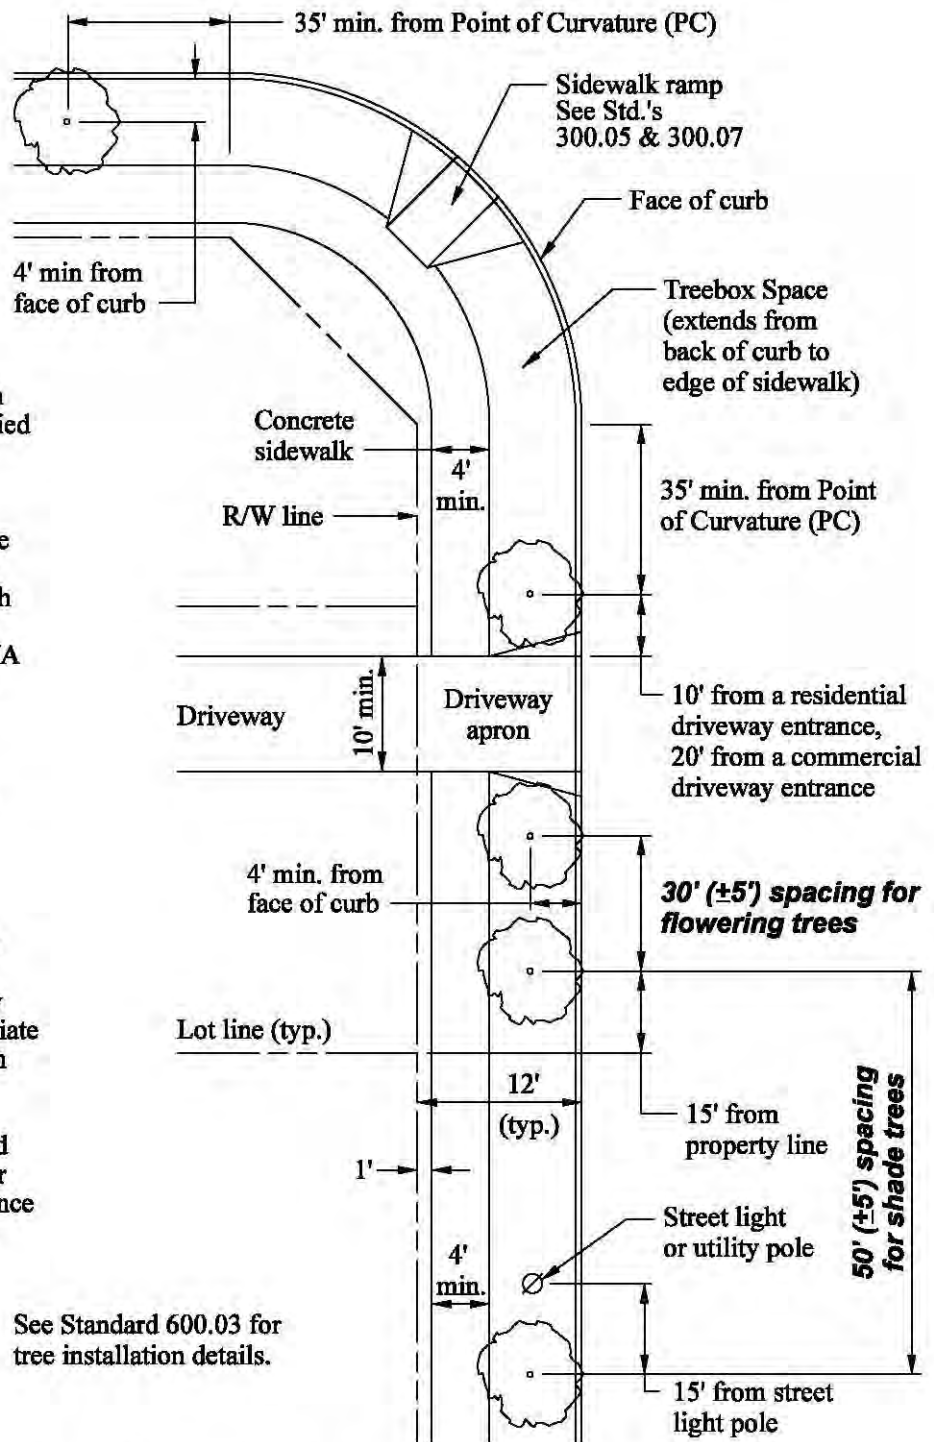 35' min. from Point of Curvature (PC)
Sidewalk ramp
See Std.'s
300.05 & 300.07
Face of curb
4' min from
face of curb
Treebox Space
(extends from
back of curb to
edge of sidewalk)
Concrete
sidewalk
4'
min.
R/W line
35' min. from Point
of Curvature (PC)
Driveway
10' min.
Driveway
apron
10' from a residential
driveway entrance,
20' from a commercial
driveway entrance
4' min. from
face of curb
30' (±5') spacing for
flowering trees
Lot line (typ.)
12'
(typ.)
15' from
property line
1'
50' (±5') spacing
for shade trees
Street light
or utility pole
4'
min.
See Standard 600.03 for
tree installation details.
15' from street
light pole